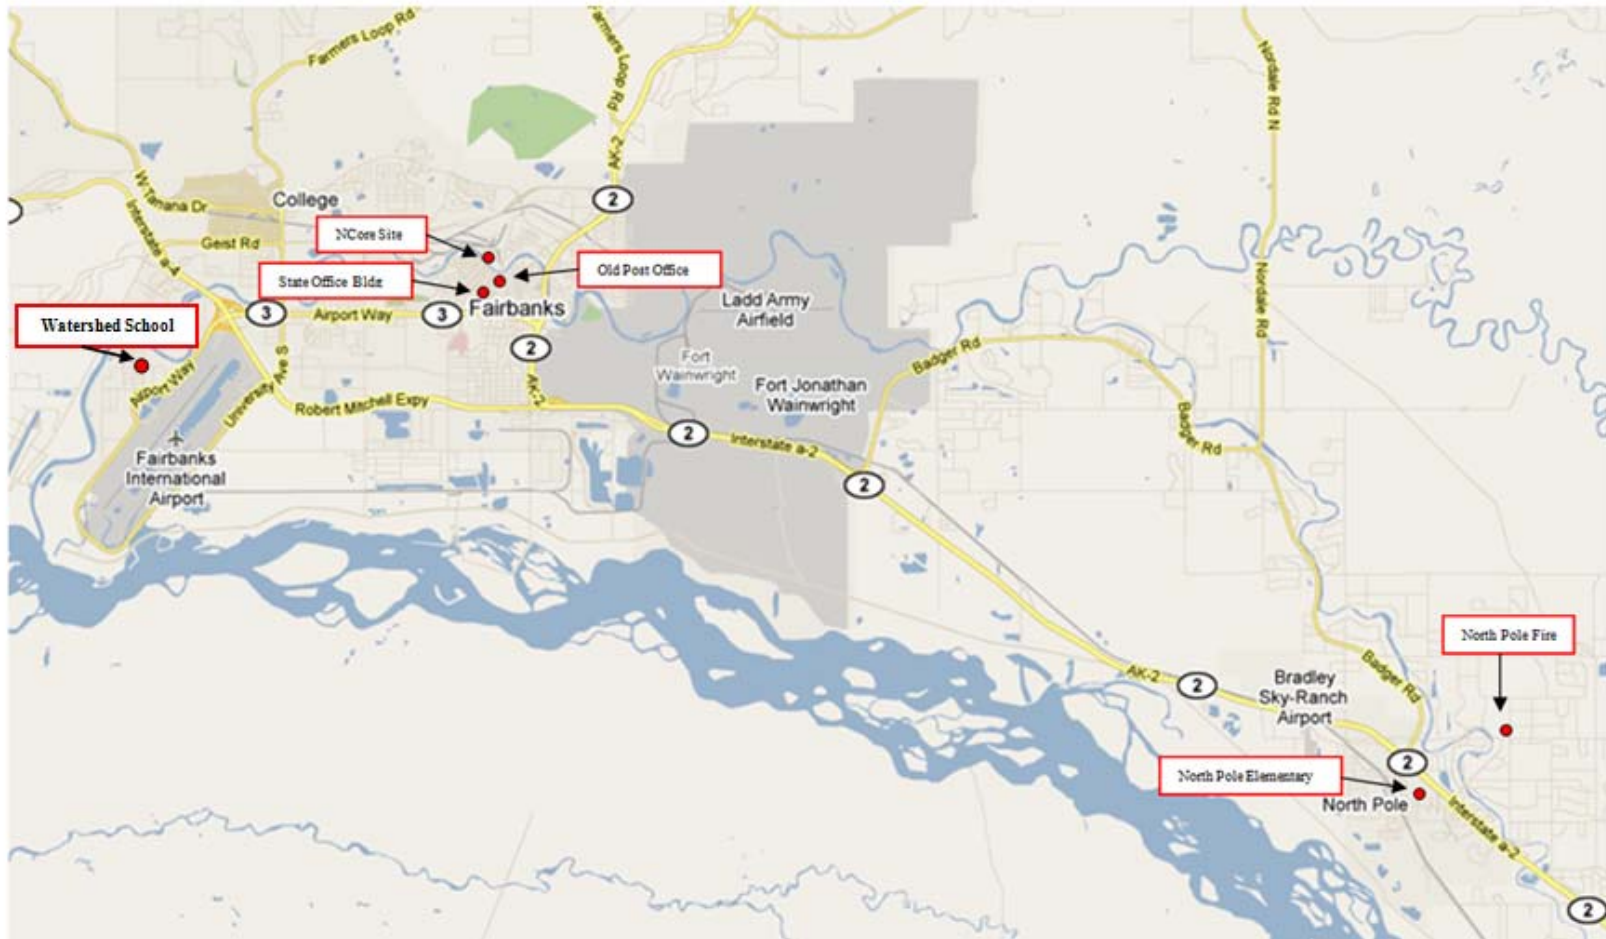 Farmers Loop Rd
Farmers Loop Rd
AK-2
Nordale Rd N
2
W Tanana Dr
College
Interstate a-4
NCore Site
Geist Rd
Old Post Office
State Office Bldg
Nordale Rd
Fairbanks
Ladd Army
Airfield
3
Airport Way
3
Watershed School
2
Badger Rd
Fort
Wainwright
Airport Way
University Ave S
AK-2
Fort Jonathan
Wainwright
Robert Mitchell Expy
Badger Rd
2
Interstate a-2
Fairbanks
International
Airport
2
North Pole Fire
Badger Rd
AK-2
2
Bradley
Sky-Ranch
Airport
2
North Pole Elementary
North Pole
Interstate a-2
2